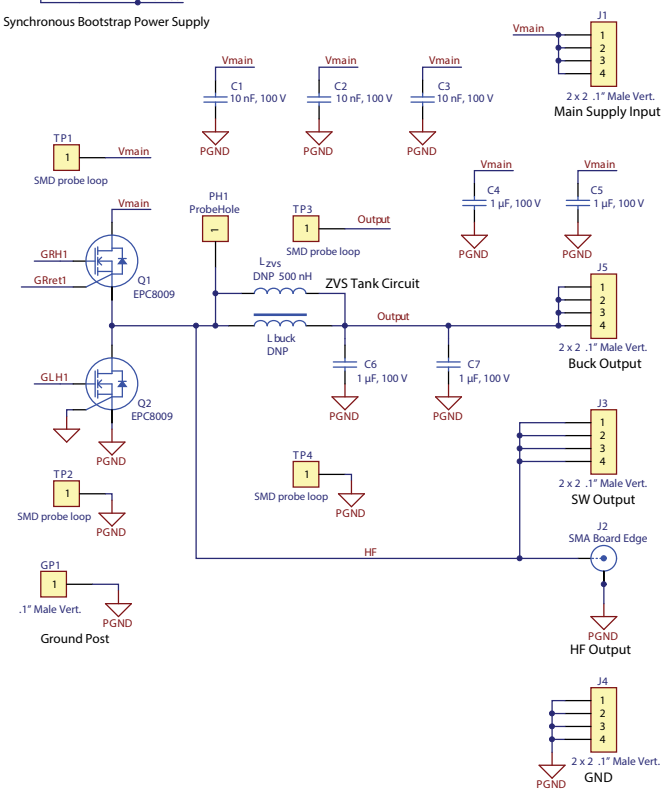 Synchronous Bootstrap Power Supply
J1
Vmain
1
2
3
4
2 x 2 .1” Male Vert.
Main Supply Input
Vmain
C1
10 nF, 100 V
PGND
Vmain
C2
10 nF, 100 V
PGND
Vmain
C3
10 nF, 100 V
PGND
TP1
1
Vmain
SMD probe loop
Vmain
C4
1 µF, 100 V
PGND
Vmain
C5
1 µF, 100 V
PGND
PH1
ProbeHole
1
TP3
1
Output
SMD probe loop
Vmain
GRH1
GRret1
Q1
EPC8009
Lzvs
DNP 500 nH
ZVS Tank Circuit
Output
Lbuck
DNP
J5
1
2
3
4
2 x 2 .1” Male Vert.
Buck Output
GLH1
Q2
EPC8009
PGND
C6
1 µF, 100 V
PGND
C7
1 µF, 100 V
PGND
J3
1
2
3
4
2 x 2 .1” Male Vert.
SW Output
TP2
1
SMD probe loop
PGND
TP4
1
SMD probe loop
PGND
J2
SMA Board Edge
HF
PGND
HF Output
GP1
1
.1” Male Vert.
PGND
Ground Post
J4
1
2
3
4
2 x 2 .1” Male Vert.
PGND
GND